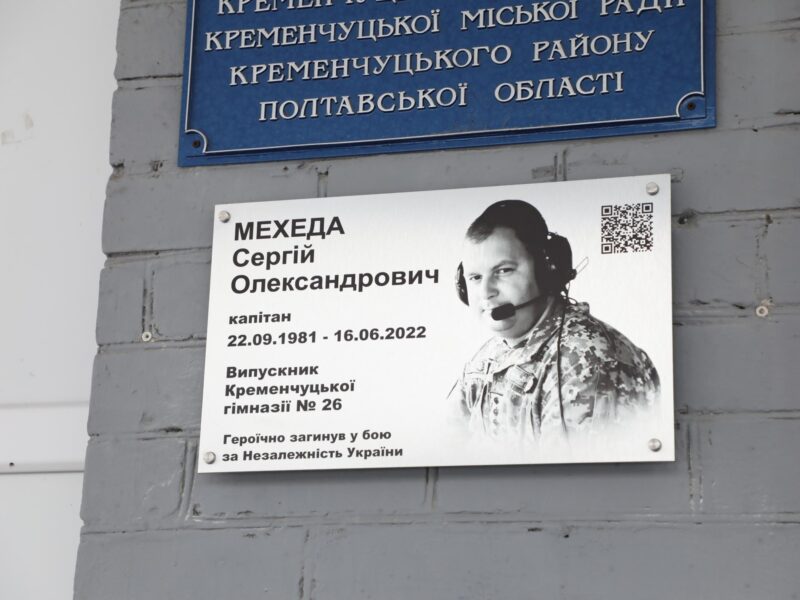 КРЕМЕНЧУЦЬКОЇ МІСЬКОЇ РАДИ
КРЕМЕНЧУЦЬКОГО РАЙОНУ
ПОЛТАВСЬКОЇ ОБЛАСТІ
МЕХЕДА
Сергій
Олександрович
капітан
22.09.1981 - 16.06.2022
Випускник
Кременчуцької
гімназії № 26
Героїчно загинув у бою
за Незалежність України